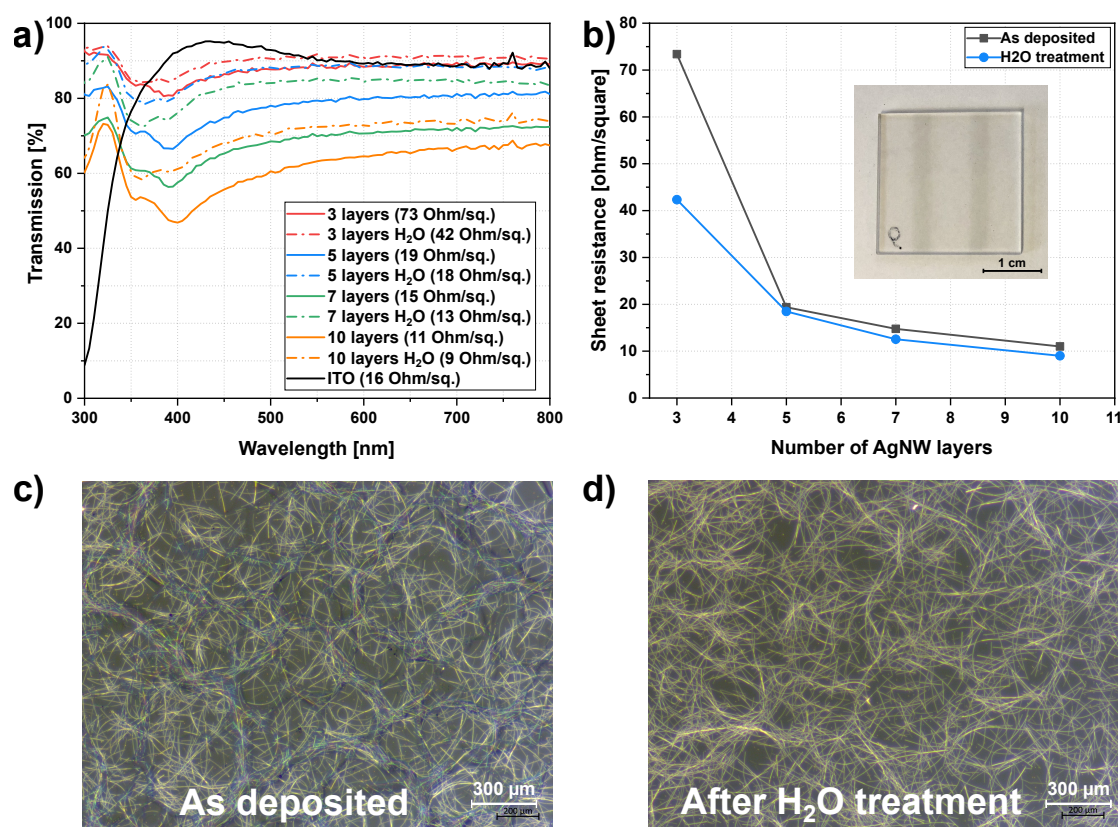 a)
100
80
60
40
20
0
Transmission [%]
300
400
500
600
700
800
Wavelength [nm]
3 layers (73 Ohm/sq.)
3 layers H₂O (42 Ohm/sq.)
5 layers (19 Ohm/sq.)
5 layers H₂O (18 Ohm/sq.)
7 layers (15 Ohm/sq.)
7 layers H₂O (13 Ohm/sq.)
10 layers (11 Ohm/sq.)
10 layers H₂O (9 Ohm/sq.)
ITO (16 Ohm/sq.)
b)
80
70
60
50
40
30
20
10
0
Sheet resistance [ohm/square]
3
4
5
6
7
8
9
10
11
Number of AgNW layers
As deposited
H2O treatment
1 cm
c)
As deposited
300 µm
200 µm
d)
After H₂O treatment
300 µm
200 µm